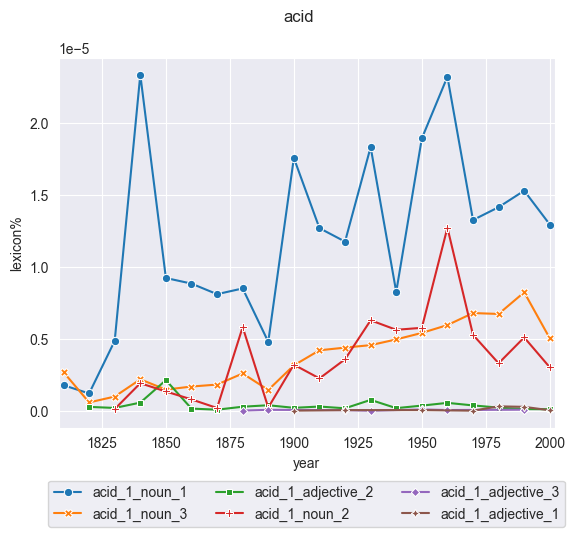 acid
1e−5
2.0
1.5
1.0
0.5
0.0
lexicon%
1825 1850 1875 1900 1925 1950 1975 2000
year
acid_1_noun_1 acid_1_adjective_2 acid_1_adjective_3
acid_1_noun_3 acid_1_noun_2 acid_1_adjective_1